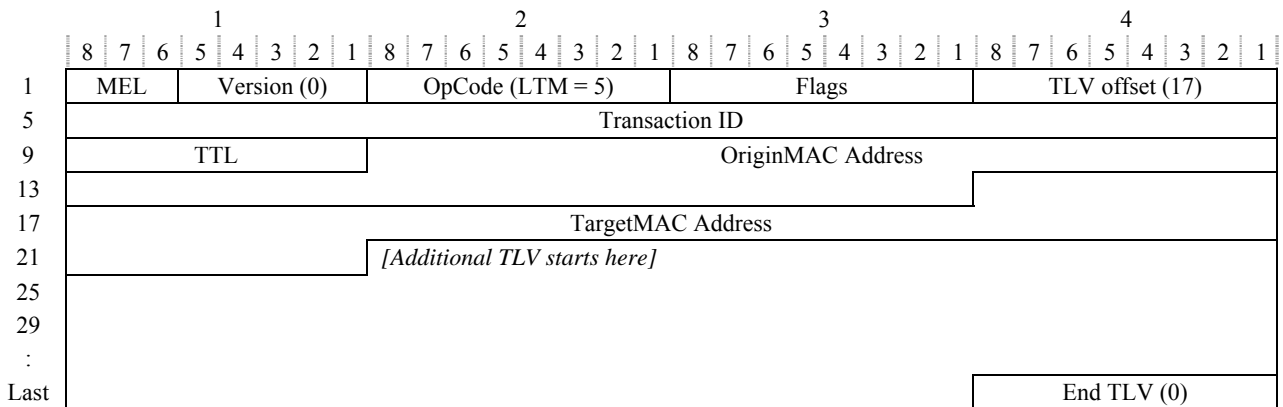 1 2 3 4
8 7 6 5 4 3 2 1 8 7 6 5 4 3 2 1 8 7 6 5 4 3 2 1 8 7 6 5 4 3 2 1
1 MEL Version (0) OpCode (LTM = 5) Flags TLV offset (17)
5 Transaction ID
9 TTL OriginMAC Address
13
17 TargetMAC Address
21 [Additional TLV starts here]
25
29
:
Last End TLV (0)